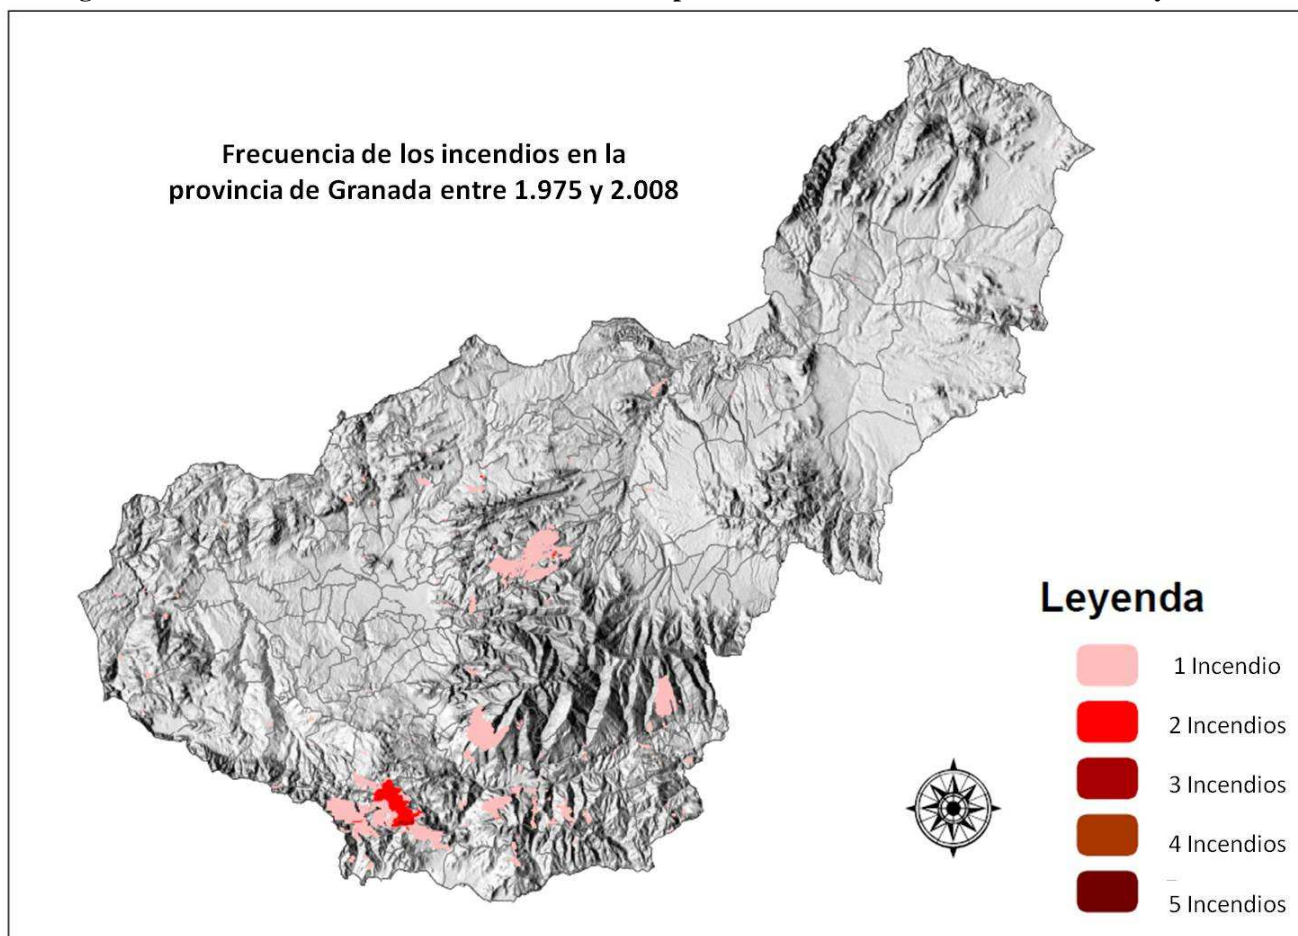 Frecuencia de los incendios en la
provincia de Granada entre 1.975 y 2.008
Leyenda
1 Incendio
2 Incendios
3 Incendios
4 Incendios
5 Incendios